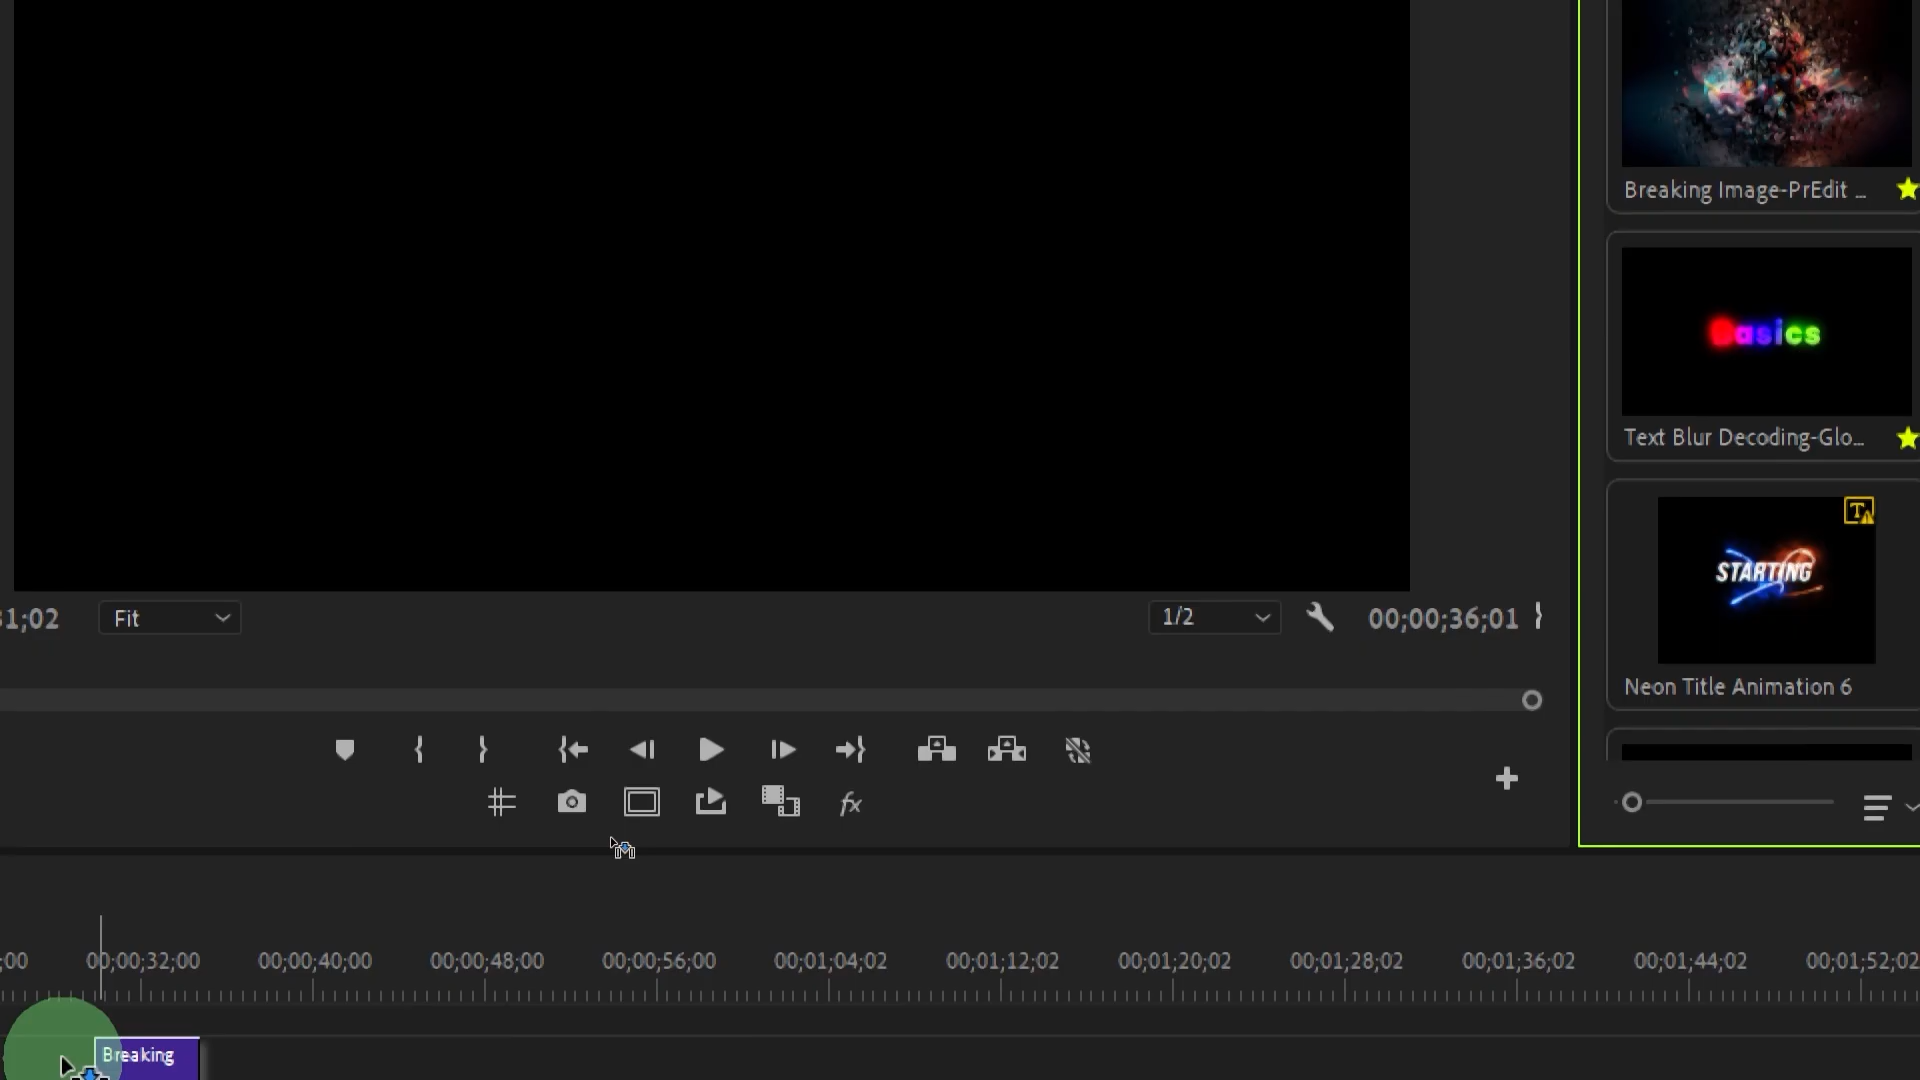 Breaking Image-PrEdit ...
Basics
Text Blur Decoding-Glo...
STARTING
Neon Title Animation 6
31;02
Fit
1/2
00;00;36;01
fx
;00
00;00;32;00
00;00;40;00
00;00;48;00
00;00;56;00
00;01;04;02
00;01;12;02
00;01;20;02
00;01;28;02
00;01;36;02
00;01;44;02
00;01;52;02
Breaking